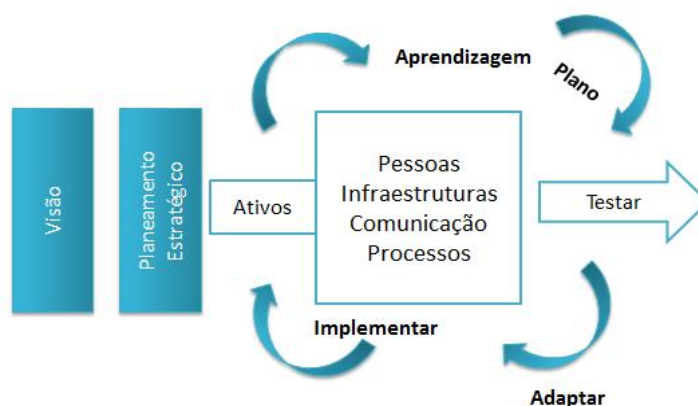 Aprendizagem
Plano
Visão
Planeamento
Estratégico
Ativos
Pessoas
Infraestruturas
Comunicação
Processos
Testar
Implementar
Adaptar